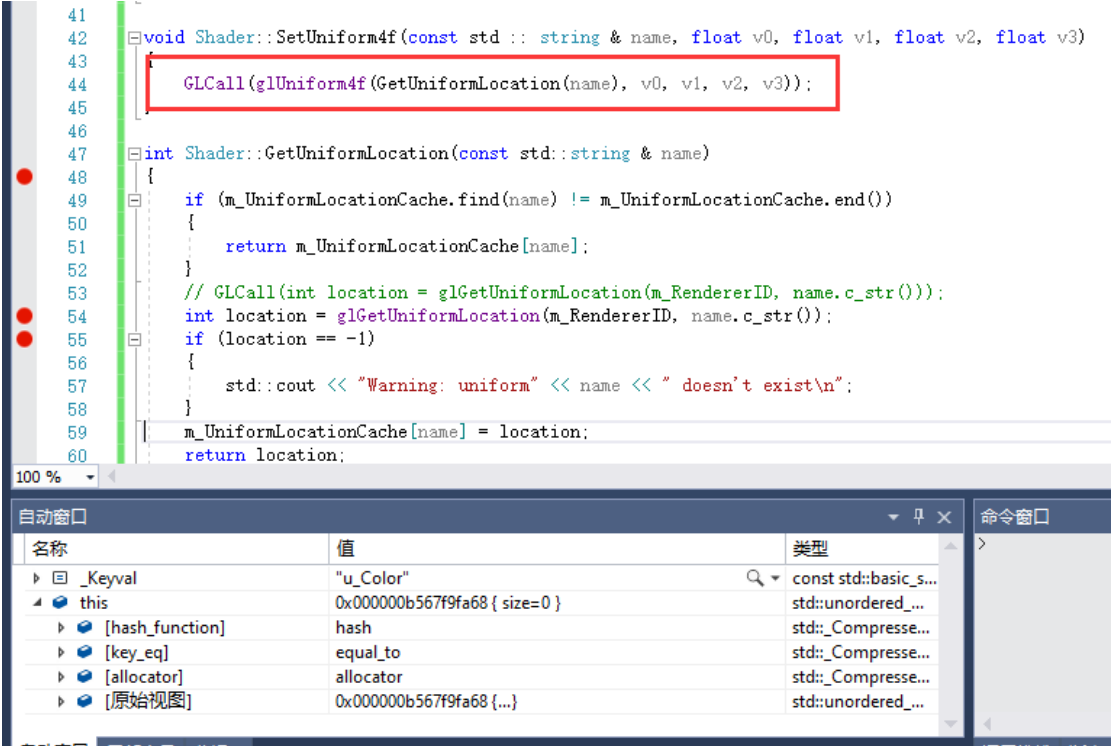 41
42 void Shader::SetUniform4f(const std :: string & name, float v0, float v1, float v2, float v3)
43 {
44 GLCall(glUniform4f(GetUniformLocation(name), v0, v1, v2, v3));
45 }
46
47 int Shader::GetUniformLocation(const std::string & name)
48 {
49 if (m_UniformLocationCache.find(name) != m_UniformLocationCache.end())
50 {
51 return m_UniformLocationCache[name];
52 }
53 // GLCall(int location = glGetUniformLocation(m_RendererID, name.c_str()));
54 int location = glGetUniformLocation(m_RendererID, name.c_str());
55 if (location == -1)
56 {
57 std::cout << "Warning: uniform" << name << " doesn't exist\n";
58 }
59 m_UniformLocationCache[name] = location;
60 return location;
100 %
自动窗口
命令窗口
名称 值 类型
>
_Keyval "u_Color" const std::basic_s...
this 0x000000b567f9fa68 { size=0 } std::unordered_...
[hash_function] hash std::_Compresse...
[key_eq] equal_to std::_Compresse...
[allocator] allocator std::_Compresse...
[原始视图] 0x000000b567f9fa68 {...} std::unordered_...